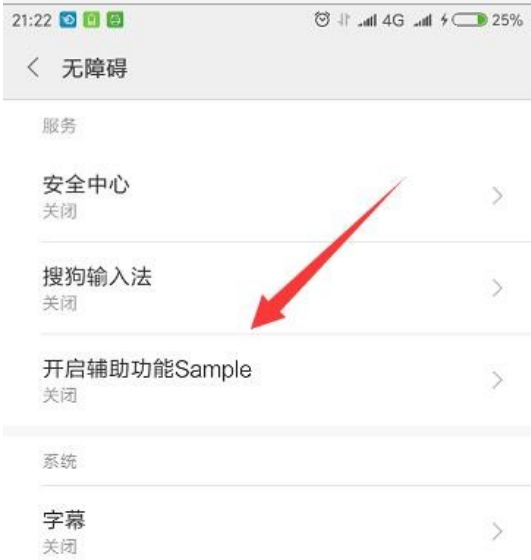 21:22 4G 25%
无障碍
服务
安全中心
关闭
搜狗输入法
关闭
开启辅助功能Sample
关闭
系统
字幕
关闭